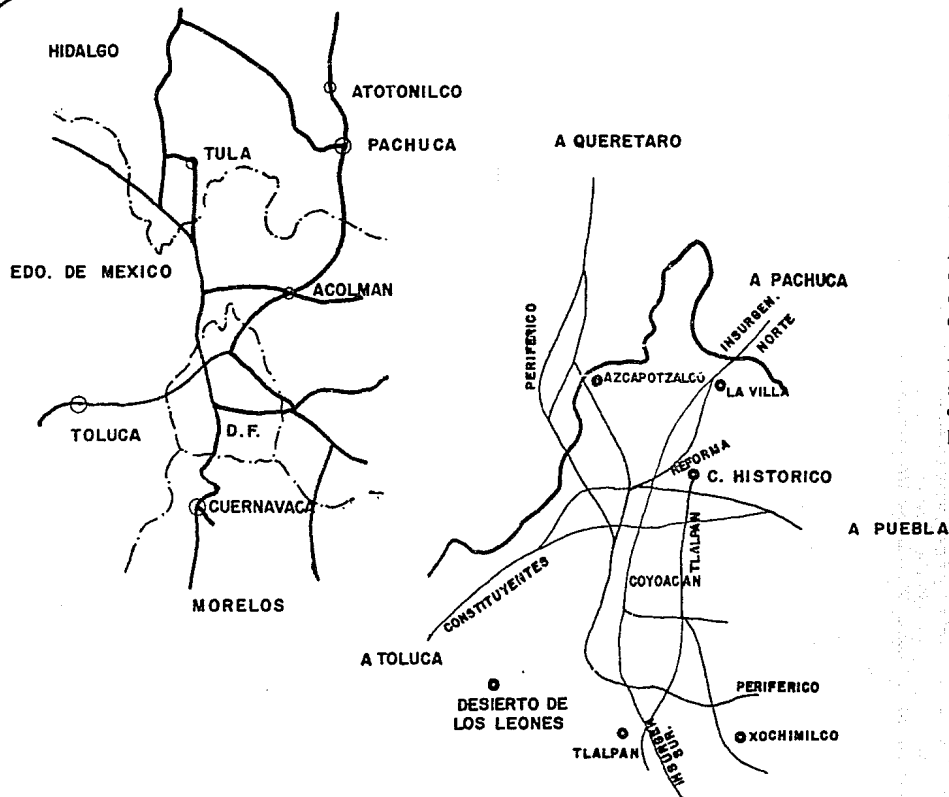 HIDALGO
ATOTONILCO
PACHUCA
TULA
EDO. DE MEXICO
ACOLMAN
TOLUCA
D.F.
CUERNAVACA
MORELOS
A QUERETARO
A PACHUCA
INSURGEN.
NORTE
PERIFERICO
AZCAPOTZALCO
LA VILLA
REFORMA
C. HISTORICO
A PUEBLA
TLALPAN
COYOACAN
CONSTITUYENTES
A TOLUCA
DESIERTO DE
LOS LEONES
PERIFERICO
TLALPAN
INSURGEN
SUR.
XOCHIMILCO